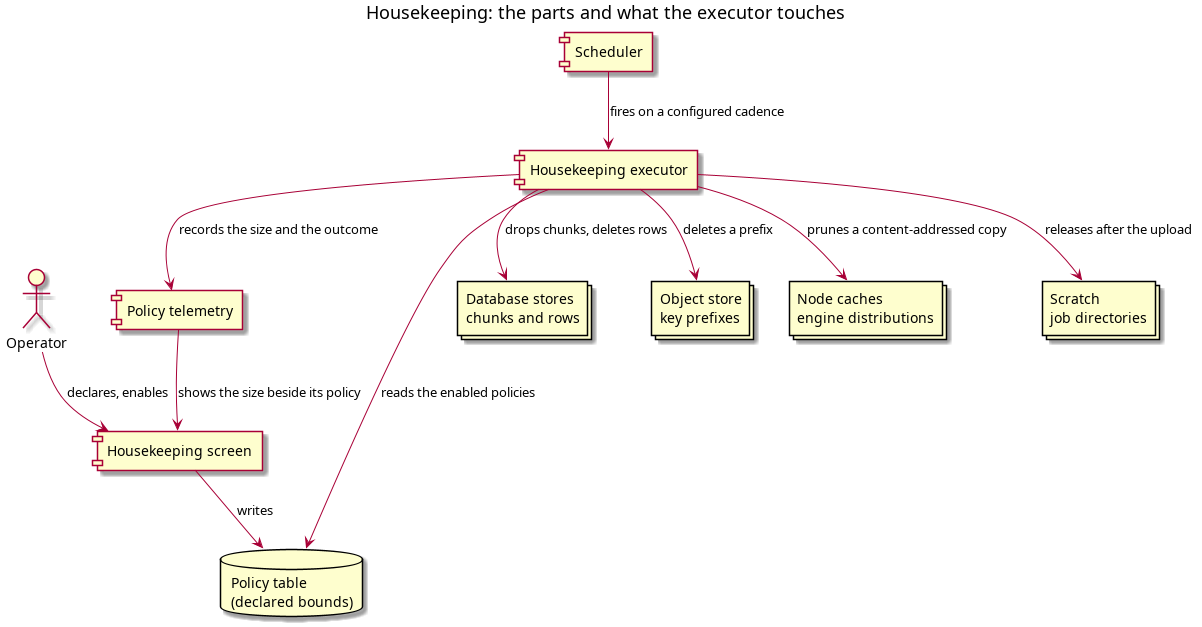 Housekeeping: the parts and what the executor touches
Scheduler
fires on a configured cadence
Housekeeping executor
records the size and the outcome
drops chunks, deletes rows
deletes a prefix
prunes a content-addressed copy
releases after the upload
Operator
Policy telemetry
Database stores
chunks and rows
Object store
key prefixes
Node caches
engine distributions
Scratch
job directories
declares, enables
shows the size beside its policy
reads the enabled policies
Housekeeping screen
writes
Policy table
(declared bounds)